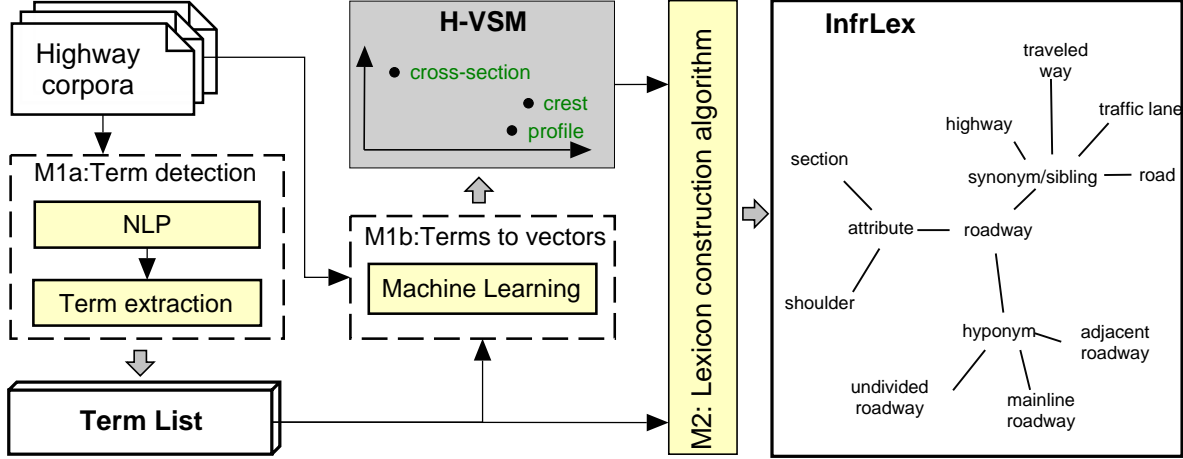 Highway
corpora
M1a:Term detection
NLP
Term extraction
Term List
H-VSM
cross-section
crest
profile
M1b:Terms to vectors
Machine Learning
M2: Lexicon construction algorithm
InfrLex
traveled
way
traffic lane
highway
section
synonym/sibling
road
attribute
roadway
shoulder
hyponym
adjacent
roadway
undivided
roadway
mainline
roadway